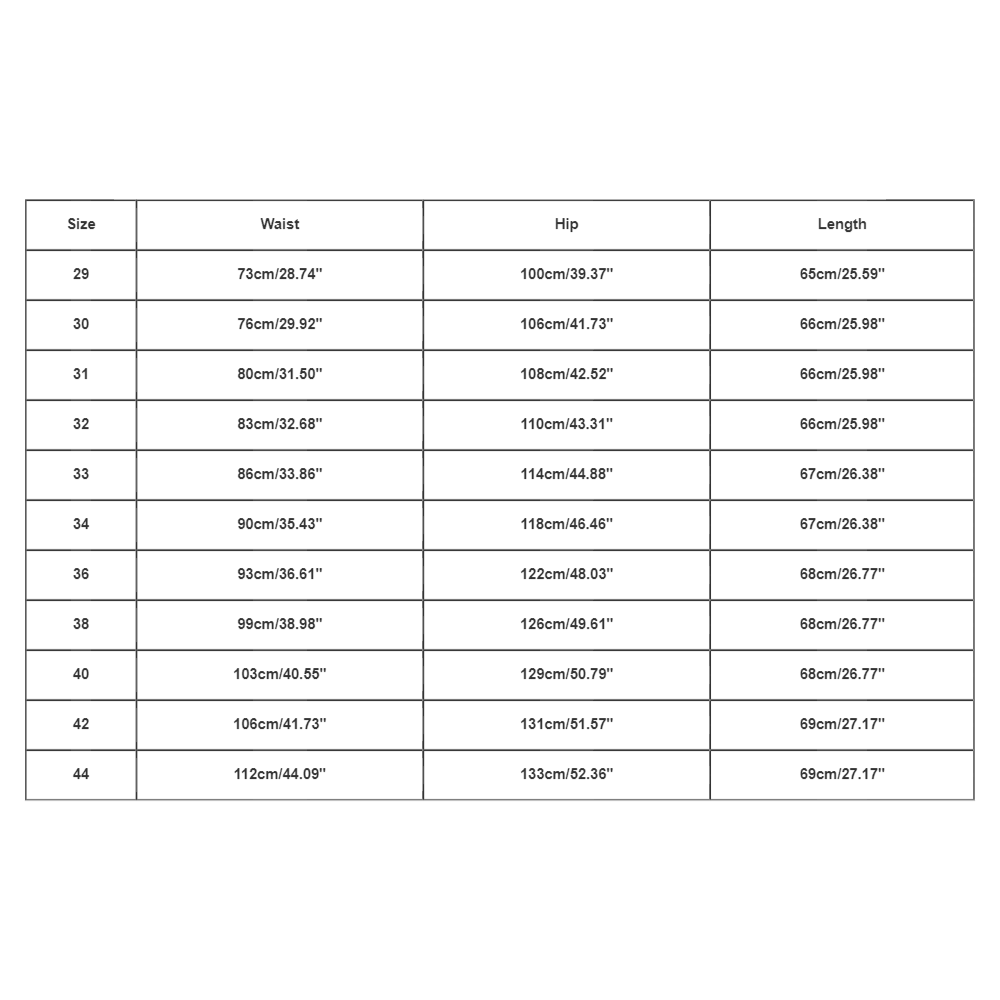 Size Waist Hip Length
29 73cm/28.74" 100cm/39.37" 65cm/25.59"
30 76cm/29.92" 106cm/41.73" 66cm/25.98"
31 80cm/31.50" 108cm/42.52" 66cm/25.98"
32 83cm/32.68" 110cm/43.31" 66cm/25.98"
33 86cm/33.86" 114cm/44.88" 67cm/26.38"
34 90cm/35.43" 118cm/46.46" 67cm/26.38"
36 93cm/36.61" 122cm/48.03" 68cm/26.77"
38 99cm/38.98" 126cm/49.61" 68cm/26.77"
40 103cm/40.55" 129cm/50.79" 68cm/26.77"
42 106cm/41.73" 131cm/51.57" 69cm/27.17"
44 112cm/44.09" 133cm/52.36" 69cm/27.17"